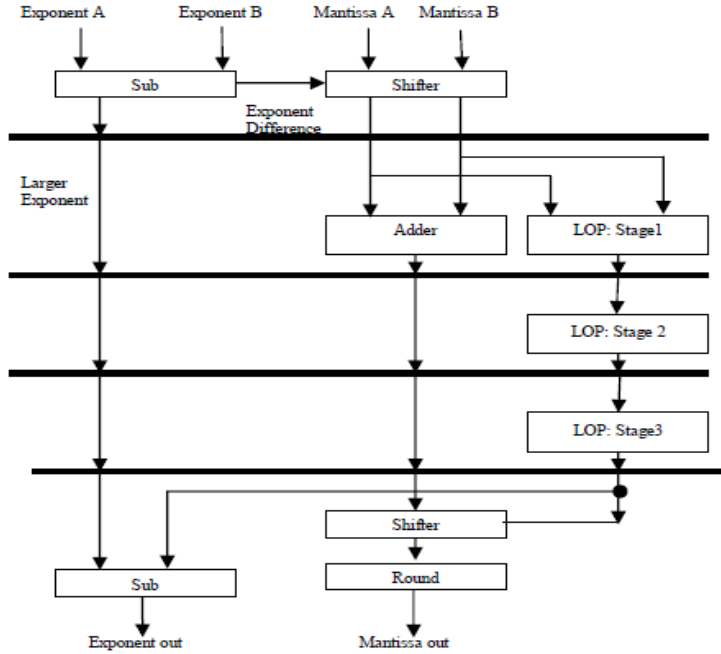 Exponent A
Exponent B
Mantissa A
Mantissa B
Sub
Shifter
Exponent
Difference
Larger
Exponent
Adder
LOP: Stage1
LOP: Stage 2
LOP: Stage3
Shifter
Sub
Round
Exponent out
Mantissa out